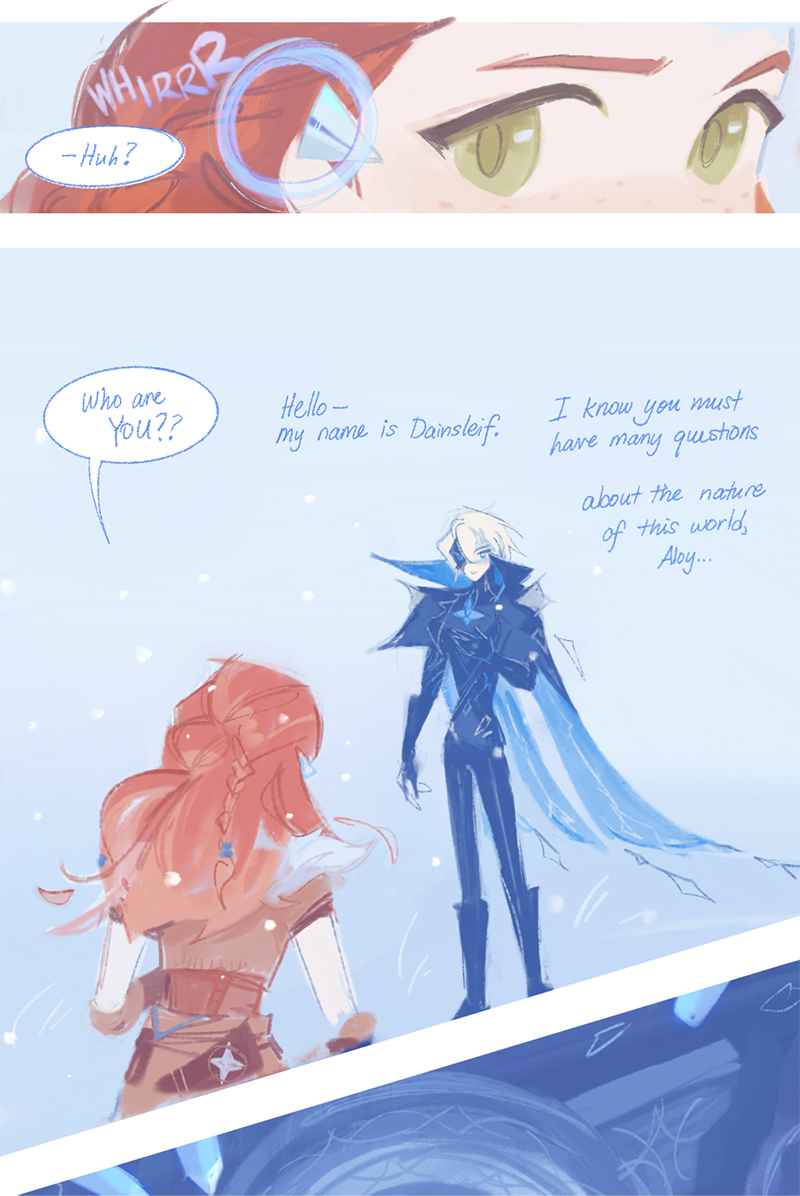 WHIRRR
—Huh?
Who are
YOU??
Hello—
my name is Dainsleif.
I know you must
have many questions
about the nature
of this world,
Aloy...